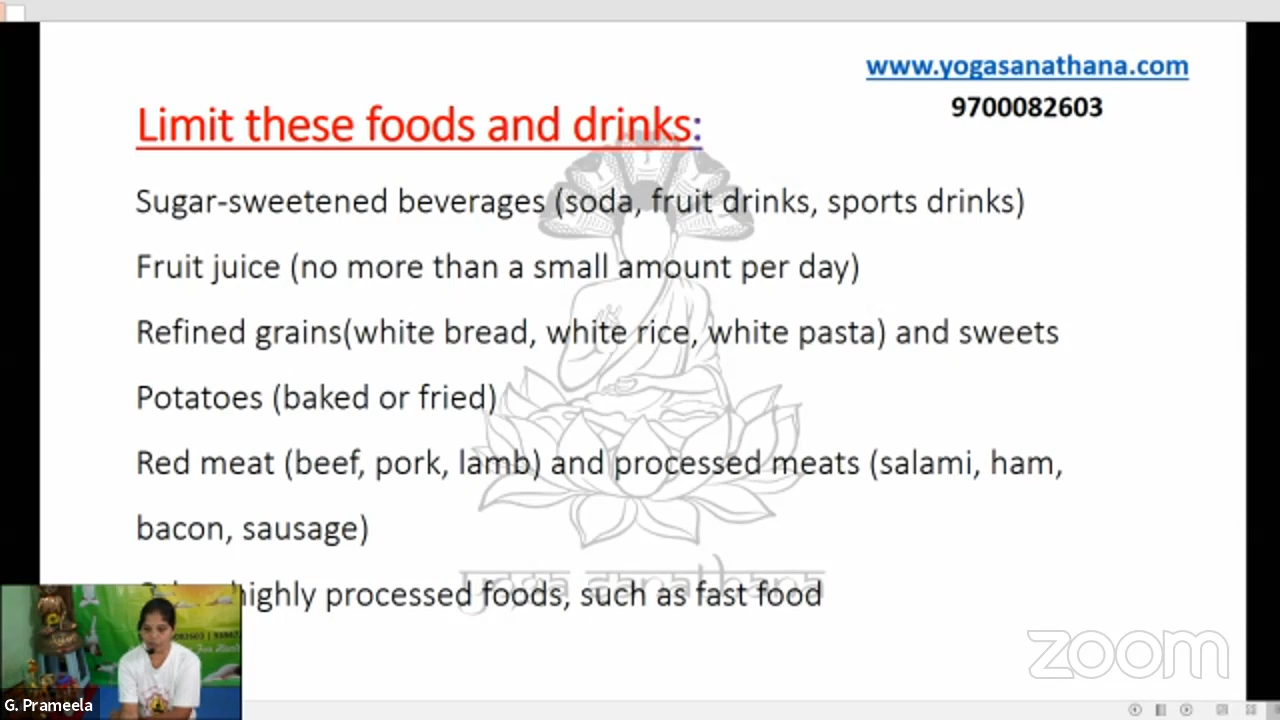 www.yogasanathana.com
9700082603
Limit these foods and drinks:
Sugar-sweetened beverages (soda, fruit drinks, sports drinks)
Fruit juice (no more than a small amount per day)
Refined grains(white bread, white rice, white pasta) and sweets
Potatoes (baked or fried)
Red meat (beef, pork, lamb) and processed meats (salami, ham,
bacon, sausage)
highly processed foods, such as fast food
yoga sanathana
zoom
G. Prameela